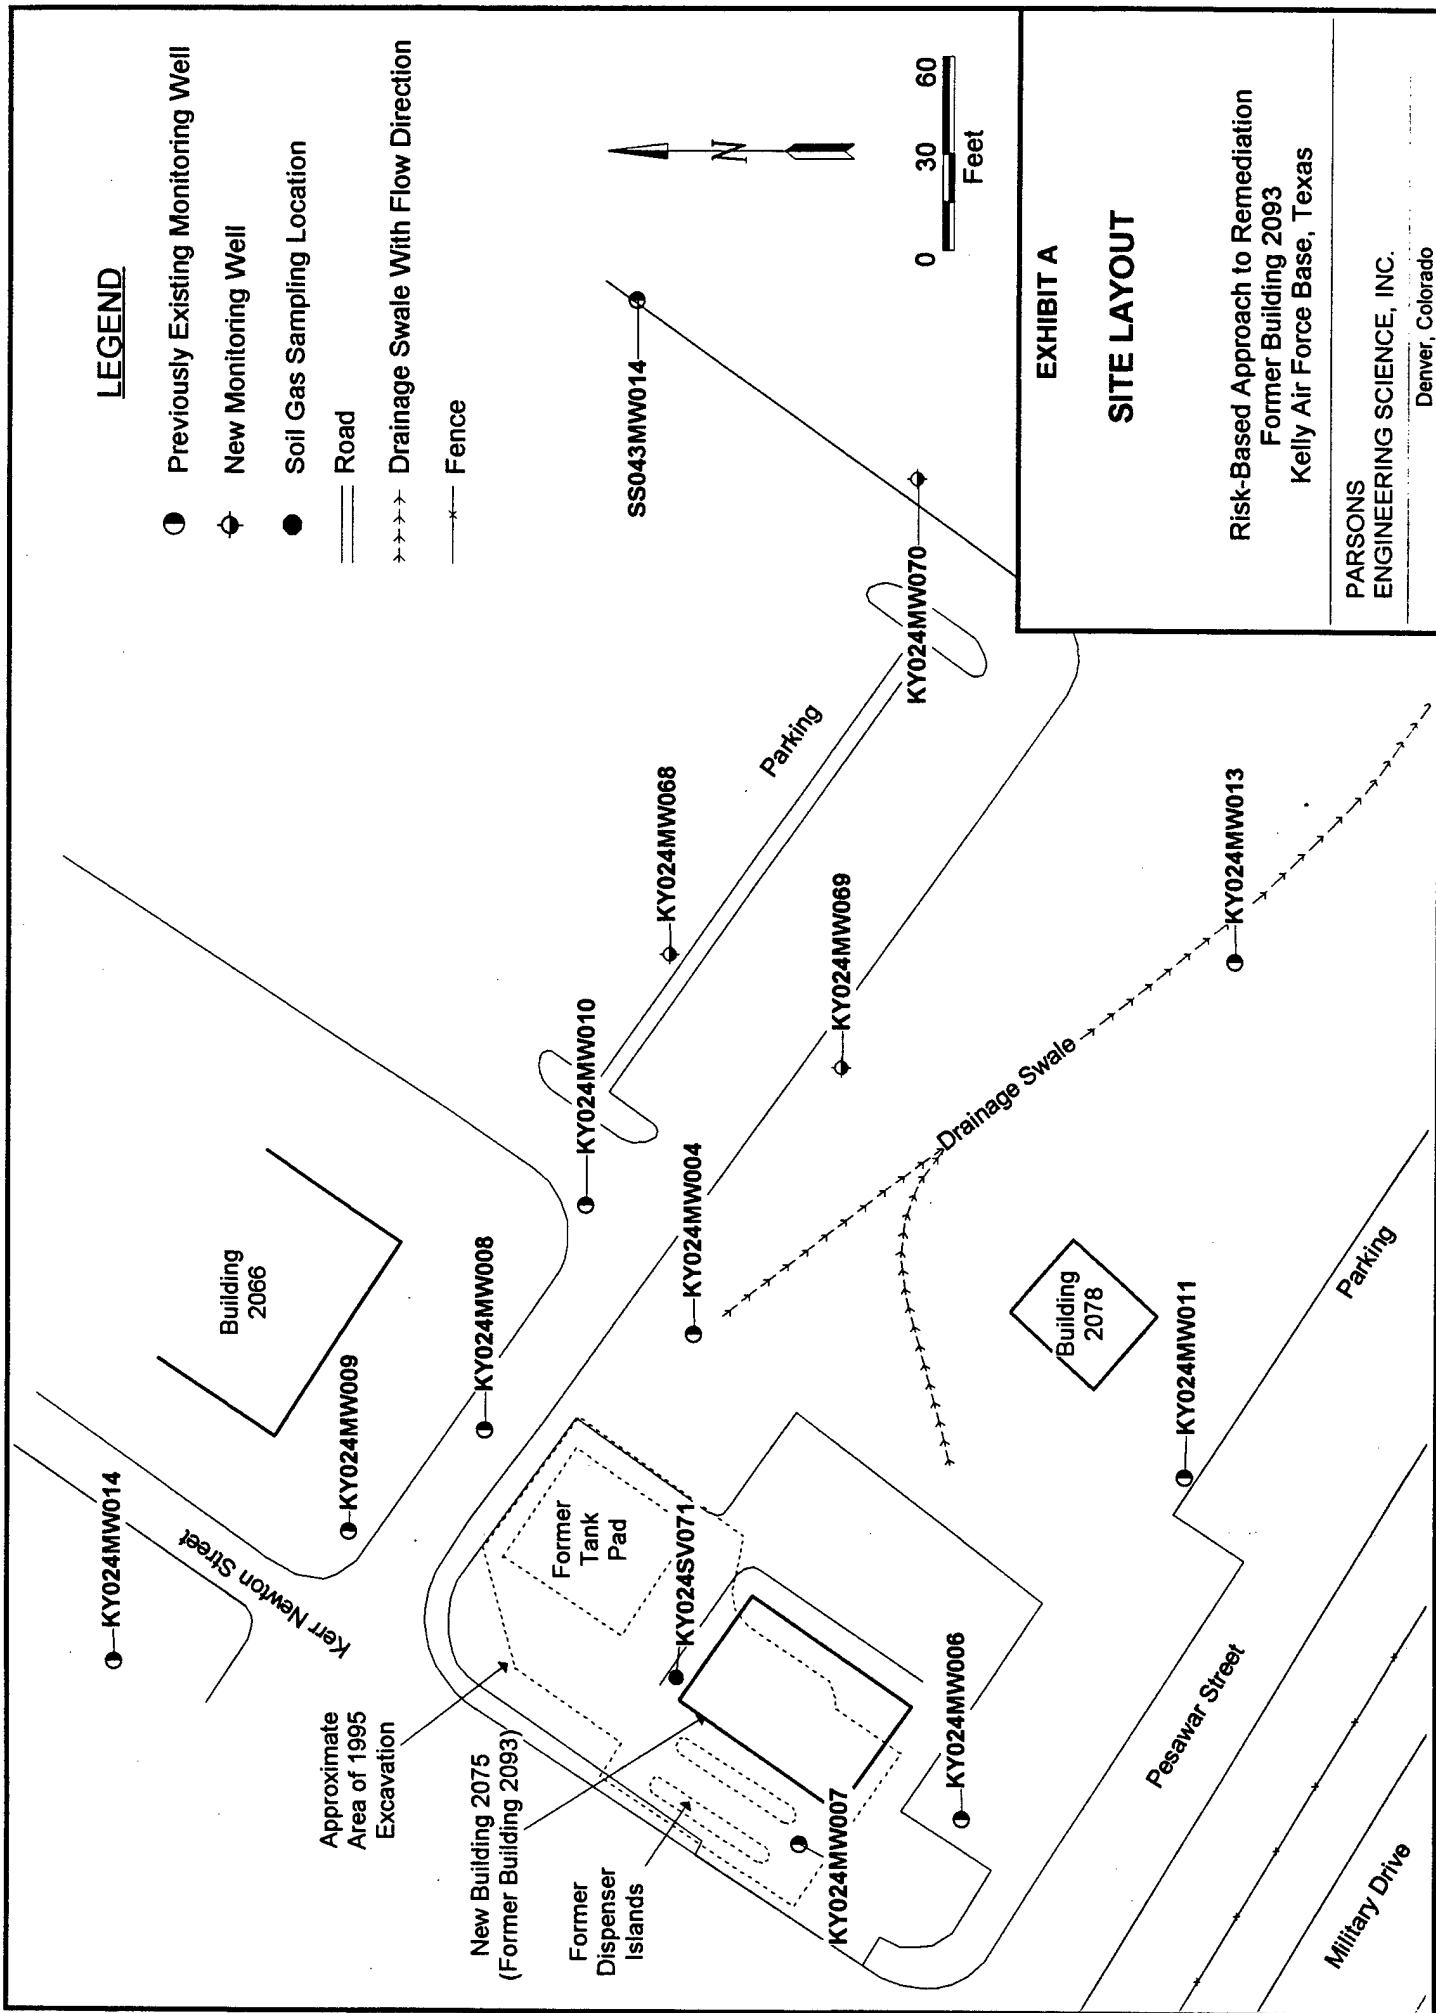 LEGEND
Previously Existing Monitoring Well
New Monitoring Well
Soil Gas Sampling Location
Road
Drainage Swale With Flow Direction
Fence
N
0 30 60
Feet
KY024MW014
Kerr Newton Street
KY024MW009
Building
2066
KY024MW008
KY024MW010
KY024MW068
SS043MW014
Approximate
Area of 1995
Excavation
New Building 2075
(Former Building 2093)
Former
Dispenser
Islands
Former
Tank
Pad
KY024SV071
KY024MW004
KY024MW069
Parking
KY024MW070
KY024MW007
KY024MW006
Drainage Swale
Building
2078
KY024MW011
KY024MW013
Pesawar Street
Parking
Military Drive
EXHIBIT A
SITE LAYOUT
Risk-Based Approach to Remediation
Former Building 2093
Kelly Air Force Base, Texas
PARSONS
ENGINEERING SCIENCE, INC.
Denver, Colorado